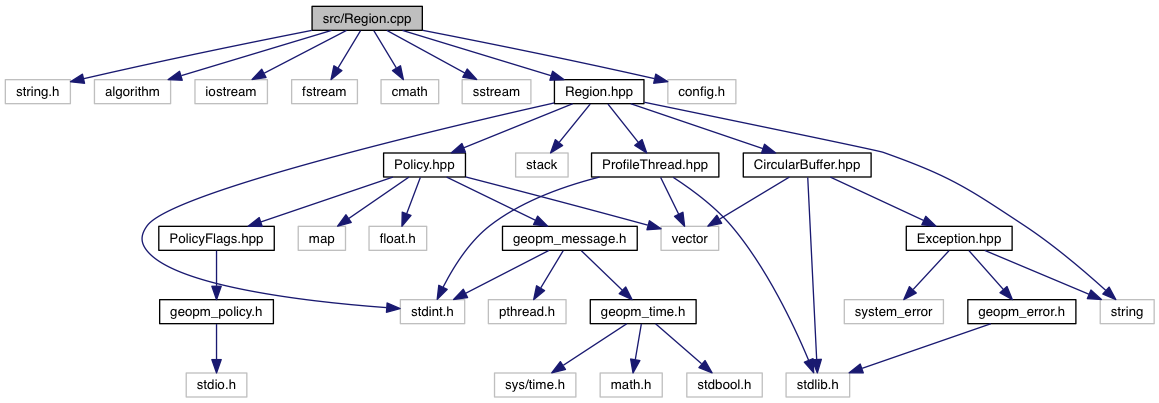 src/Region.cpp
string.h
algorithm
iostream
fstream
cmath
sstream
Region.hpp
config.h
Policy.hpp
stack
ProfileThread.hpp
CircularBuffer.hpp
PolicyFlags.hpp
map
float.h
geopm_message.h
vector
Exception.hpp
geopm_policy.h
stdint.h
pthread.h
geopm_time.h
system_error
geopm_error.h
string
stdio.h
sys/time.h
math.h
stdbool.h
stdlib.h